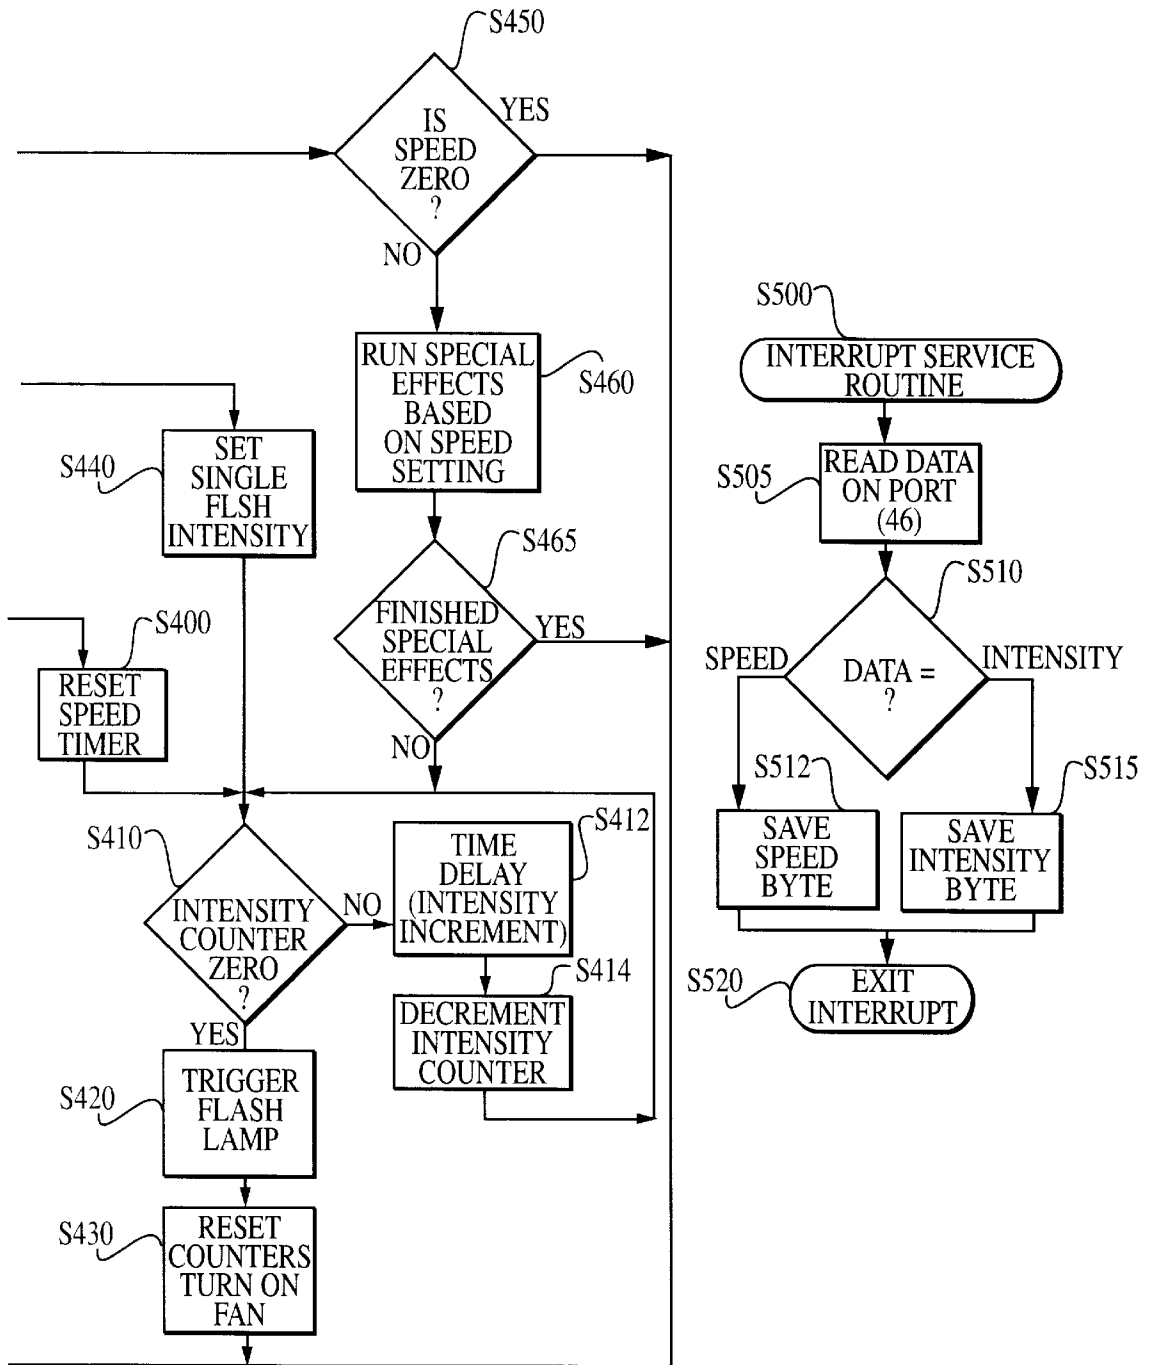 S450
IS
SPEED
ZERO
?
YES
NO
RUN SPECIAL
EFFECTS
BASED
ON SPEED
SETTING
S460
S440
SET
SINGLE
FLSH
INTENSITY
S465
FINISHED
SPECIAL
EFFECTS
?
YES
NO
S400
RESET
SPEED
TIMER
S410
INTENSITY
COUNTER
ZERO
?
NO
YES
S412
TIME
DELAY
(INTENSITY
INCREMENT)
S414
DECREMENT
INTENSITY
COUNTER
S420
TRIGGER
FLASH
LAMP
S430
RESET
COUNTERS
TURN ON
FAN
S500
INTERRUPT SERVICE
ROUTINE
S505
READ DATA
ON PORT
(46)
S510
SPEED
DATA =
?
INTENSITY
S512
SAVE
SPEED
BYTE
S515
SAVE
INTENSITY
BYTE
S520
EXIT
INTERRUPT